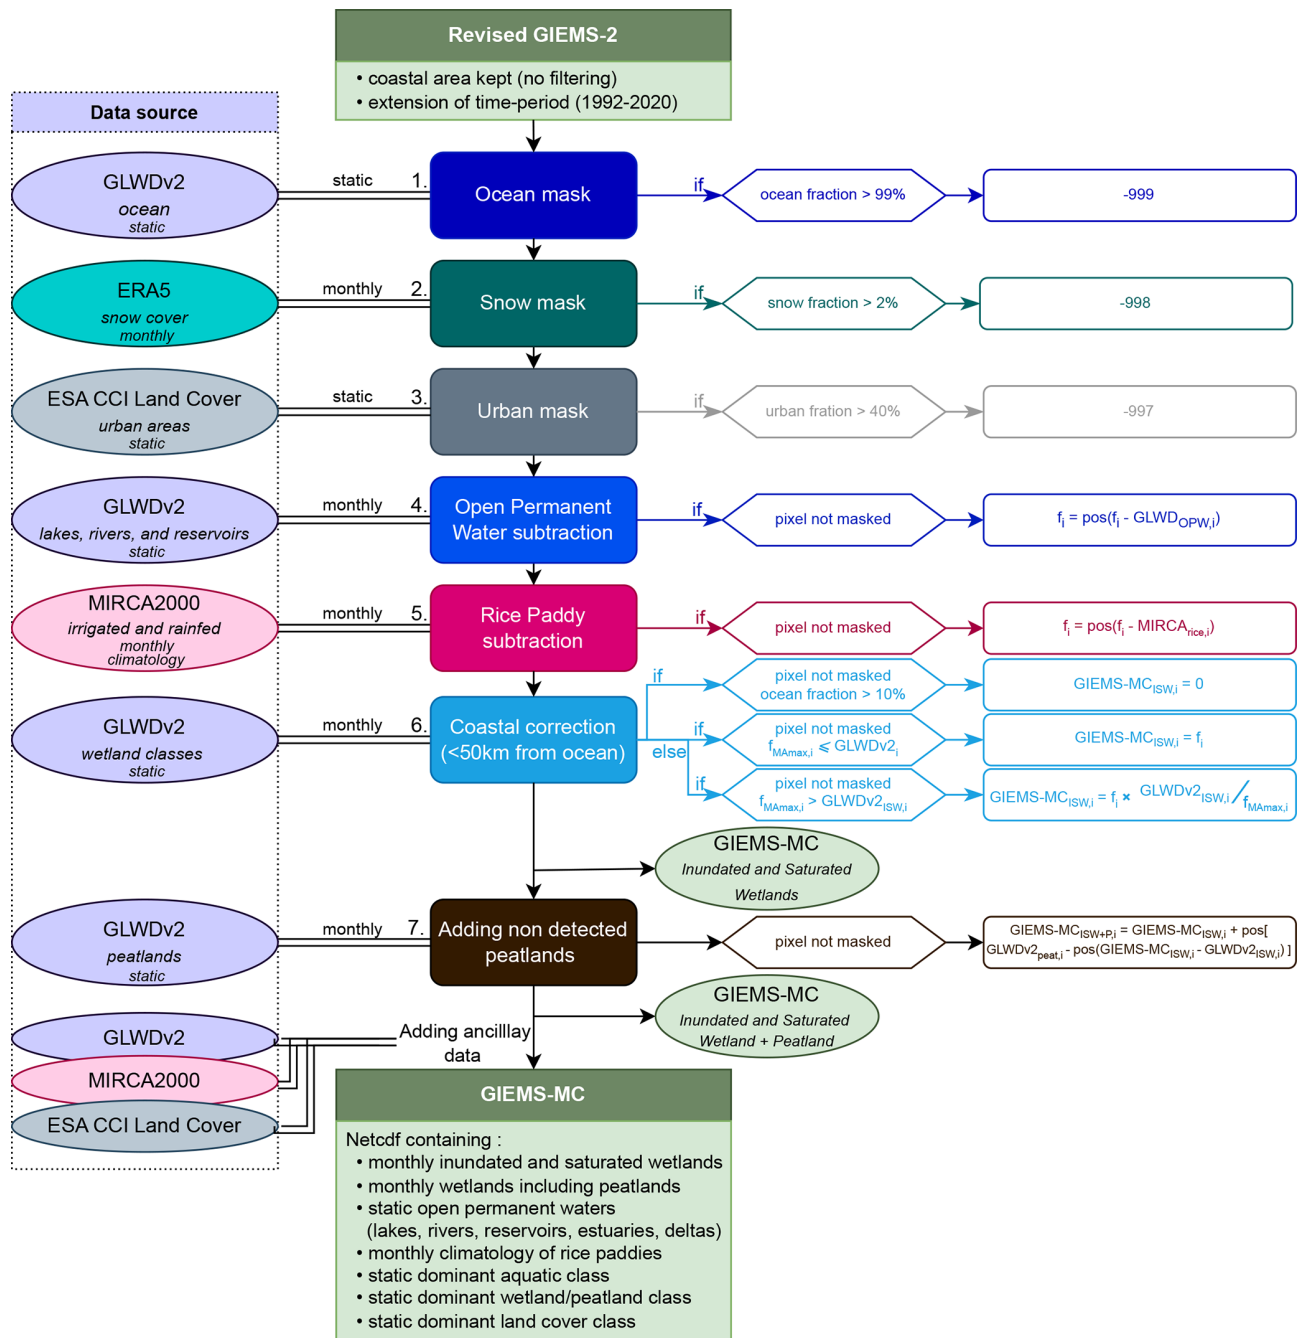 Revised GIEMS-2
• coastal area kept (no filtering)
• extension of time-period (1992-2020)
Data source
GLWDv2
ocean
static
static
1.
Ocean mask
if
ocean fraction > 99%
-999
ERA5
snow cover
monthly
monthly
2.
Snow mask
if
snow fraction > 2%
-998
ESA CCI Land Cover
urban areas
static
static
3.
Urban mask
if
urban fration > 40%
-997
GLWDv2
lakes, rivers, and reservoirs
static
monthly
4.
Open Permanent
Water subtraction
if
pixel not masked
fi = pos(fi - GLWDOPW,i)
MIRCA2000
irrigated and rainfed
monthly
climatology
monthly
5.
Rice Paddy
subtraction
if
pixel not masked
fi = pos(fi - MIRCArice,i)
GLWDv2
wetland classes
static
monthly
6.
Coastal correction
(<50km from ocean)
if
pixel not masked
ocean fraction > 10%
GIEMS-MCISW,i = 0
else
if
pixel not masked
fMAmax,i ⩽ GLWDv2i
GIEMS-MCISW,i = fi
if
pixel not masked
fMAmax,i > GLWDv2ISW,i
GIEMS-MCISW,i = fi × GLWDv2ISW,i / fMAmax,i
GIEMS-MC
Inundated and Saturated
Wetlands
GLWDv2
peatlands
static
monthly
7.
Adding non detected
peatlands
pixel not masked
GIEMS-MCISW+P,i = GIEMS-MCISW,i + pos[
GLWDv2peat,i - pos(GIEMS-MCISW,i - GLWDv2ISW,i) ]
GIEMS-MC
Inundated and Saturated
Wetland + Peatland
GLWDv2
MIRCA2000
ESA CCI Land Cover
Adding ancilllay
data
GIEMS-MC
Netcdf containing :
• monthly inundated and saturated wetlands
• monthly wetlands including peatlands
• static open permanent waters
(lakes, rivers, reservoirs, estuaries, deltas)
• monthly climatology of rice paddies
• static dominant aquatic class
• static dominant wetland/peatland class
• static dominant land cover class